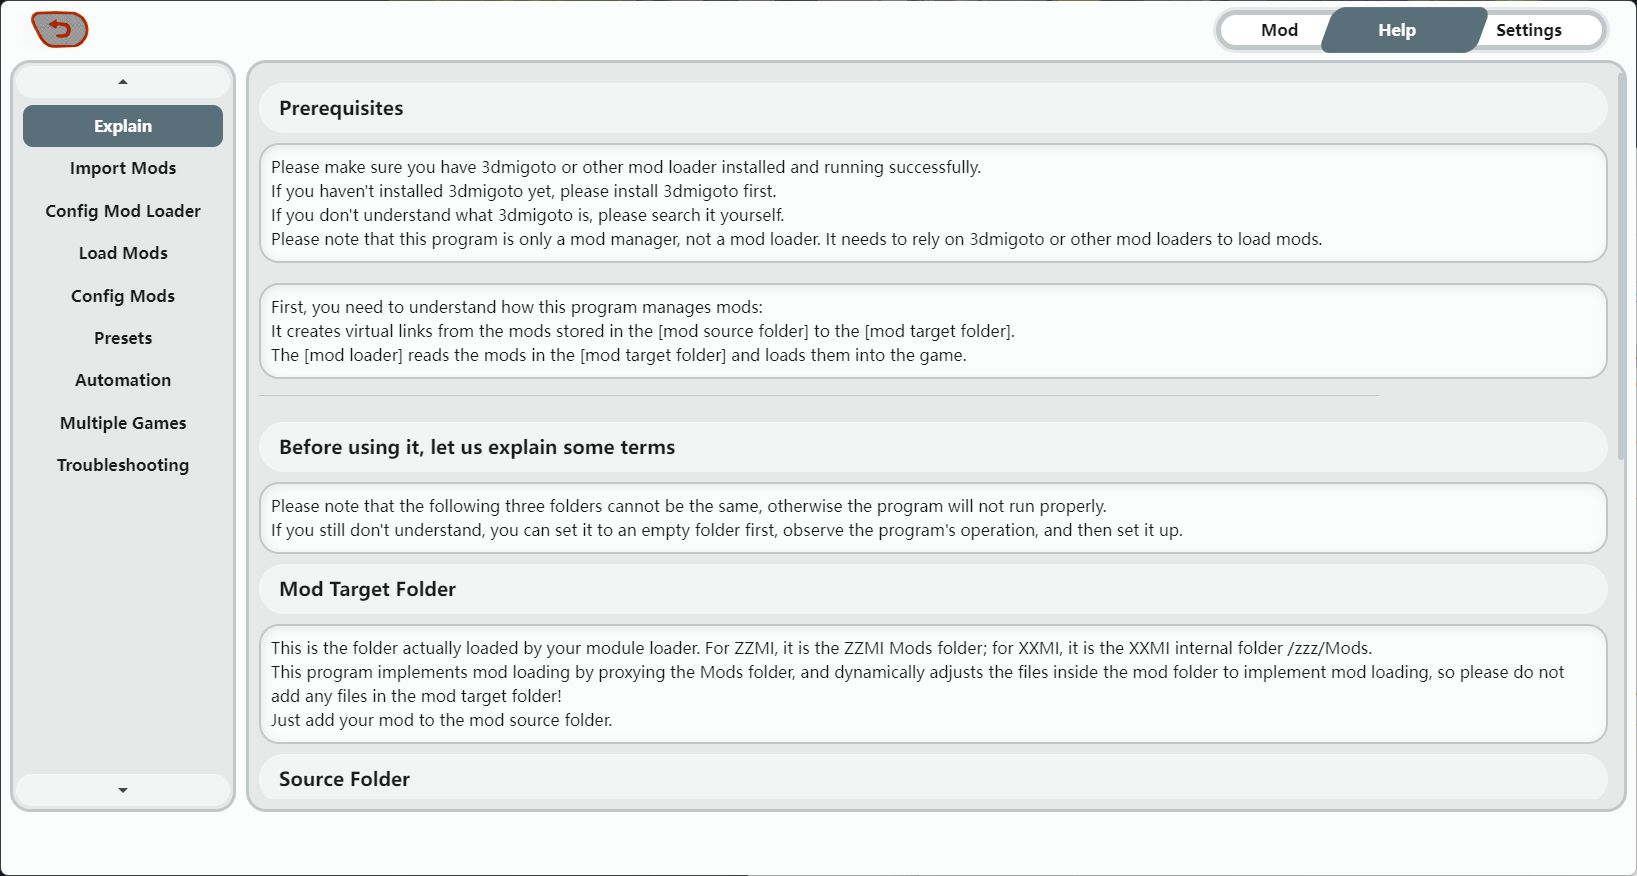 Mod
Help
Settings
Explain
Import Mods
Config Mod Loader
Load Mods
Config Mods
Presets
Automation
Multiple Games
Troubleshooting
Prerequisites
Please make sure you have 3dmigoto or other mod loader installed and running successfully.
If you haven't installed 3dmigoto yet, please install 3dmigoto first.
If you don't understand what 3dmigoto is, please search it yourself.
Please note that this program is only a mod manager, not a mod loader. It needs to rely on 3dmigoto or other mod loaders to load mods.
First, you need to understand how this program manages mods:
It creates virtual links from the mods stored in the [mod source folder] to the [mod target folder].
The [mod loader] reads the mods in the [mod target folder] and loads them into the game.
Before using it, let us explain some terms
Please note that the following three folders cannot be the same, otherwise the program will not run properly.
If you still don't understand, you can set it to an empty folder first, observe the program's operation, and then set it up.
Mod Target Folder
This is the folder actually loaded by your module loader. For ZZMI, it is the ZZMI Mods folder; for XXMI, it is the XXMI internal folder /zzz/Mods.
This program implements mod loading by proxying the Mods folder, and dynamically adjusts the files inside the mod folder to implement mod loading, so please do not
add any files in the mod target folder!
Just add your mod to the mod source folder.
Source Folder